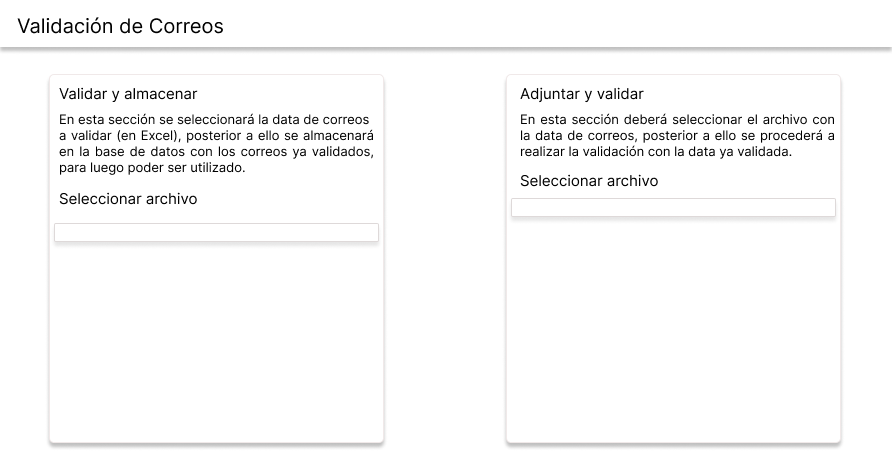 Validación de Correos
Validar y almacenar
En esta sección se seleccionará la data de correos
a validar (en Excel), posterior a ello se almacenará
en la base de datos con los correos ya validados,
para luego poder ser utilizado.
Seleccionar archivo
Adjuntar y validar
En esta sección deberá seleccionar el archivo con
la data de correos, posterior a ello se procederá a
realizar la validación con la data ya validada.
Seleccionar archivo